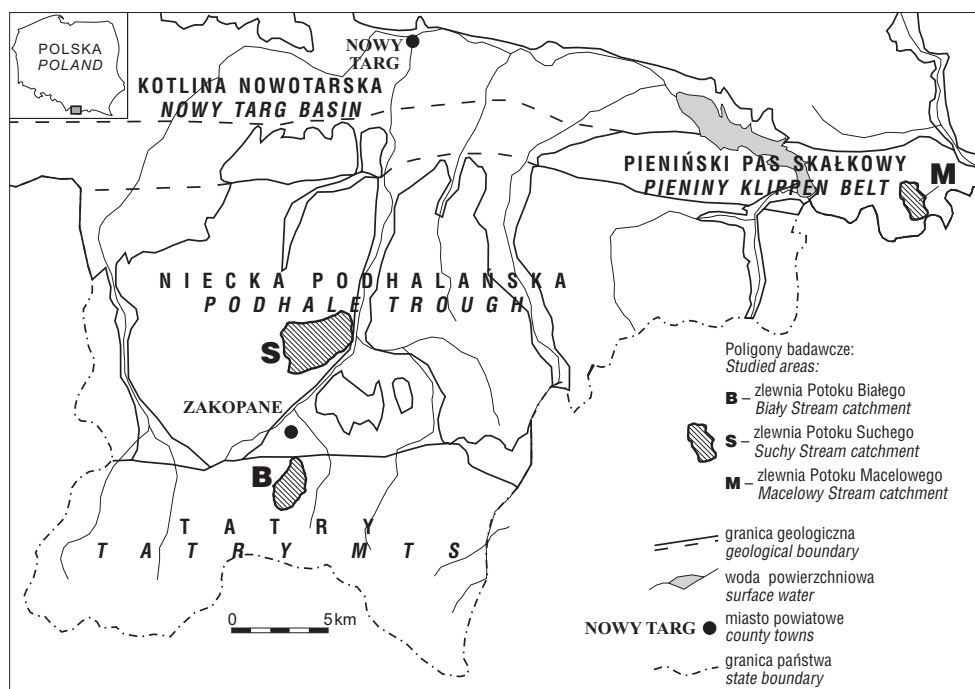 POLSKA
POLAND
NOWY
TARG
KOTLINA NOWOTARSKA
NOWY TARG BASIN
PIENIŃSKI PAS SKAŁKOWY
PIENINY KLIPPEN BELT
M
NIECKA PODHALAŃSKA
PODHALE TROUGH
S
ZAKOPANE
B
TATRY
TATRY MTS
0 5 km
Poligony badawcze:
Studied areas:
B – zlewnia Potoku Białego
Biały Stream catchment
S – zlewnia Potoku Suchego
Suchy Stream catchment
M – zlewnia Potoku Macelowego
Macelowy Stream catchment
granica geologiczna
geological boundary
woda powierzchniowa
surface water
NOWY TARG miasto powiatowe
county towns
granica państwa
state boundary